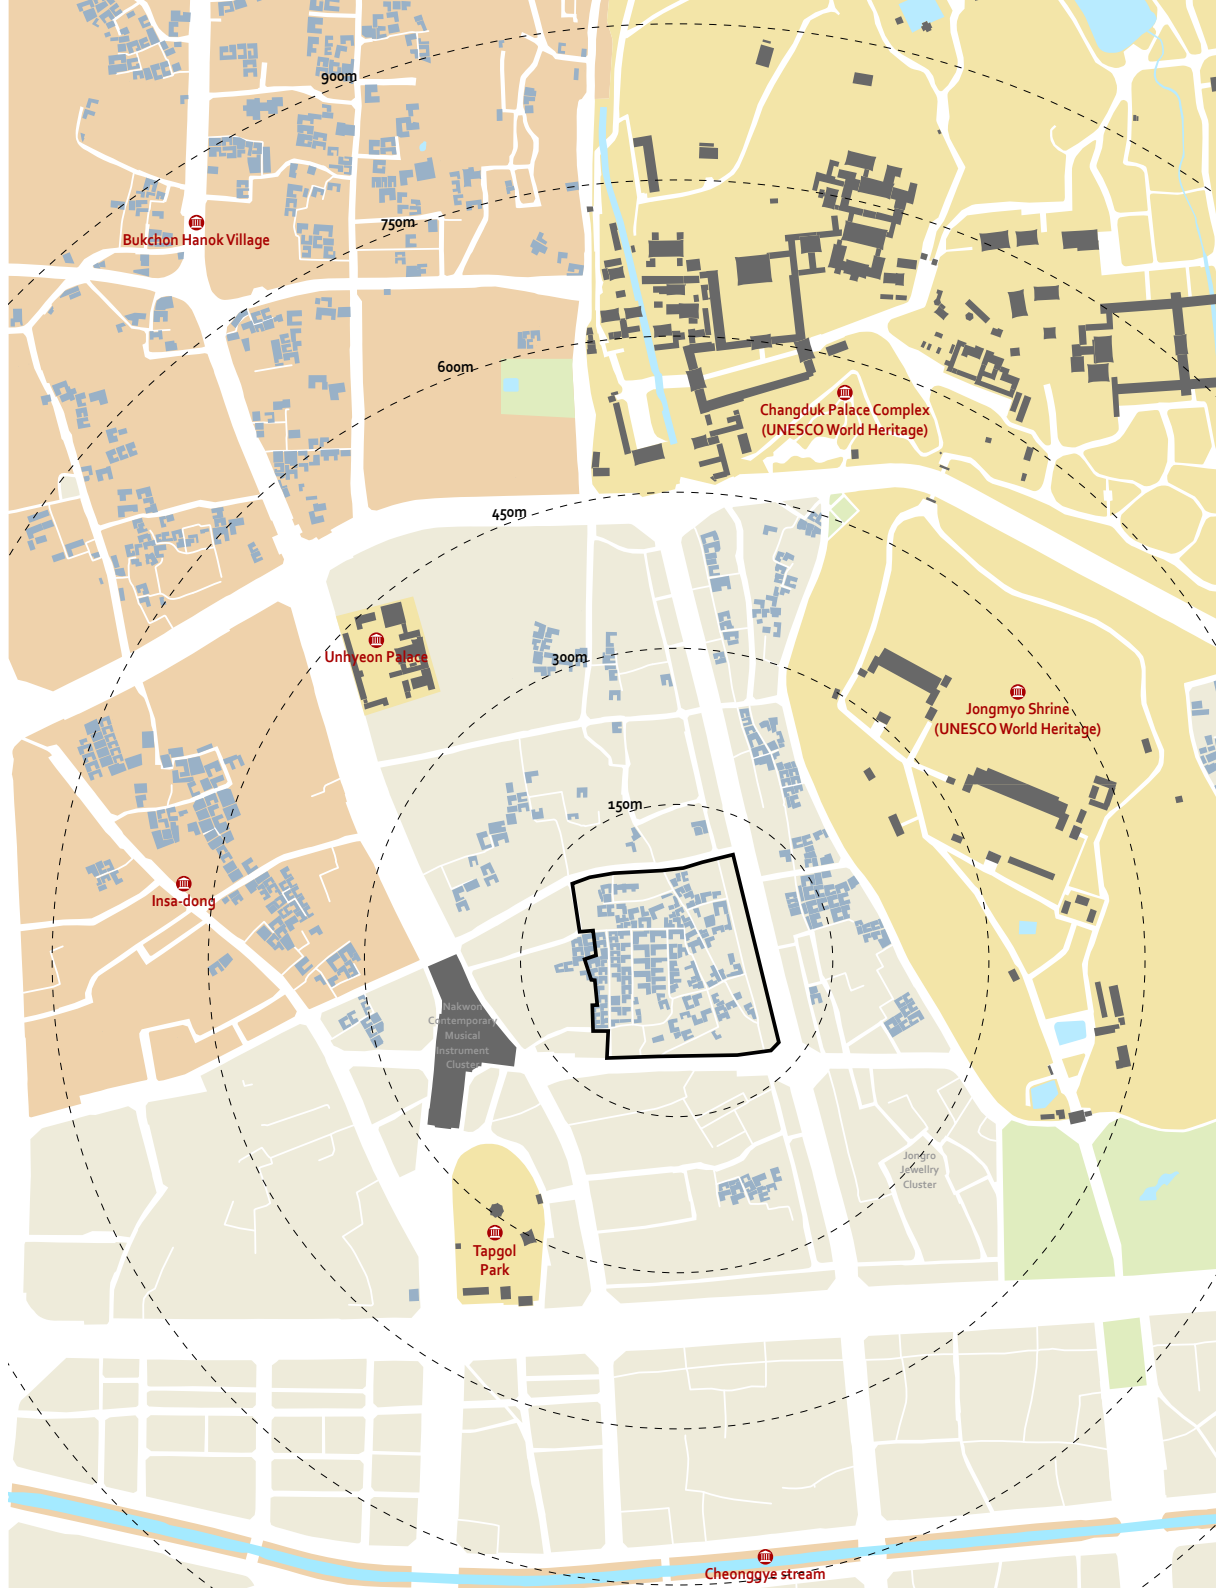 900m
750m
Bukchon Hanok Village
600m
Changduk Palace Complex
(UNESCO World Heritage)
450m
Unhyeon Palace
300m
Jongmyo Shrine
(UNESCO World Heritage)
150m
Insa-dong
Nakwon
Contemporary
Musical
Instrument
Cluster
Jongro
Jewellry
Cluster
Tapgol
Park
Cheonggye stream